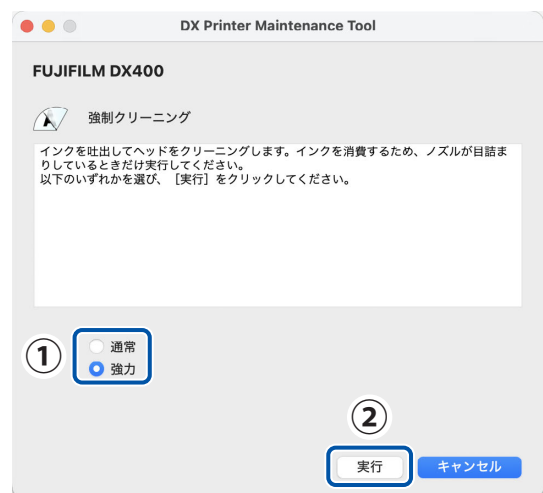 DX Printer Maintenance Tool
FUJIFILM DX400
強制クリーニング
インクを吐出してヘッドをクリーニングします。インクを消費するため、ノズルが目詰ま
りしているときだけ実行してください。
以下のいずれかを選び、［実行］をクリックしてください。
① 通常
強力
②
実行 キャンセル